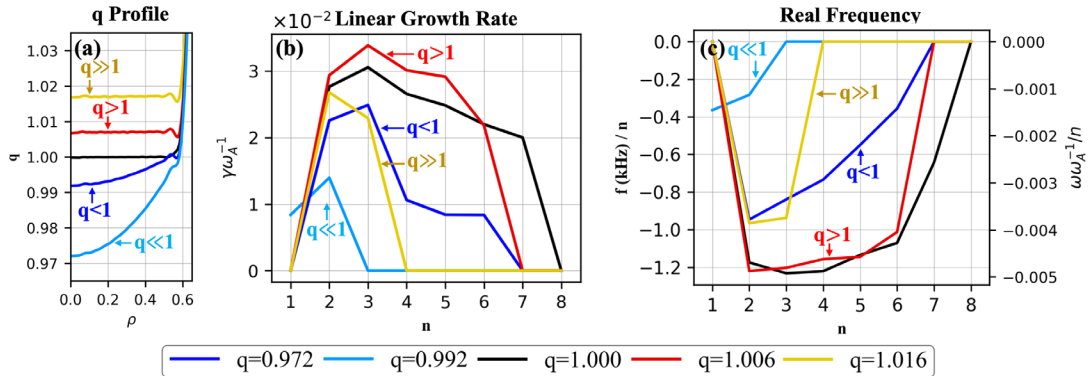 q Profile
(a)
1.03
1.02
1.01
1.00
0.99
0.98
0.97
q
q≫1
q>1
q<1
q≪1
0.0
0.2
0.4
0.6
ρ
×10⁻² Linear Growth Rate
(b)
3
2
1
0
γω_A⁻¹
q>1
q<1
q≫1
q≪1
1 2 3 4 5 6 7 8
n
Real Frequency
(c)
0.0
−0.2
−0.4
−0.6
−0.8
−1.0
−1.2
f (kHz) / n
q≪1
q≫1
q<1
q>1
0.000
−0.001
−0.002
−0.003
−0.004
−0.005
ωω_A⁻¹/n
1 2 3 4 5 6 7 8
n
q=0.972 q=0.992 q=1.000 q=1.006 q=1.016